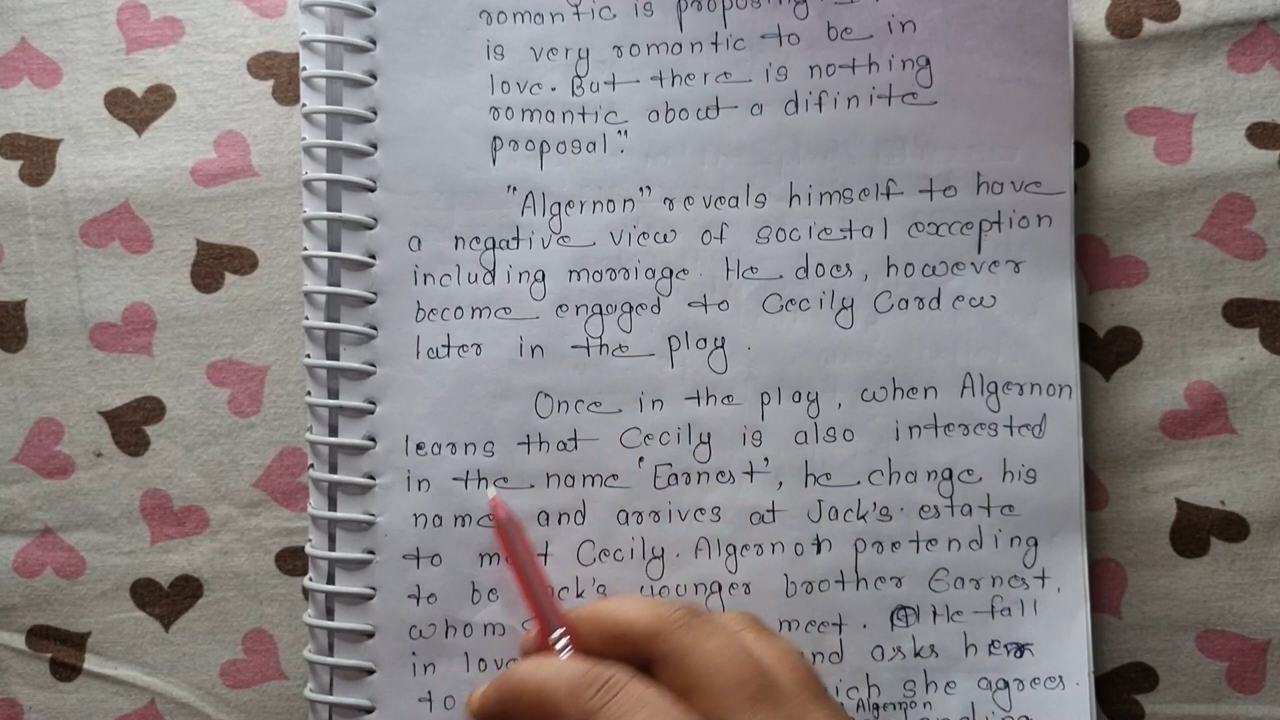 romantic is proposing
is very romantic to be in
love. But there is nothing
romantic about a difinite
proposal".
"Algernon" reveals himself to have
a negative view of societal exception
including marriage. He does, however
become engaged to Cecily Cardew
later in the play.
Once in the play, when Algernon
learns that Cecily is also interested
in the name 'Earnest', he change his
name and arrives at Jack's estate
to meet Cecily. Algernon pretending
to be Jack's younger brother Earnest.
whom meet. He fall
in love and asks her
to which she agrees.
Algernon